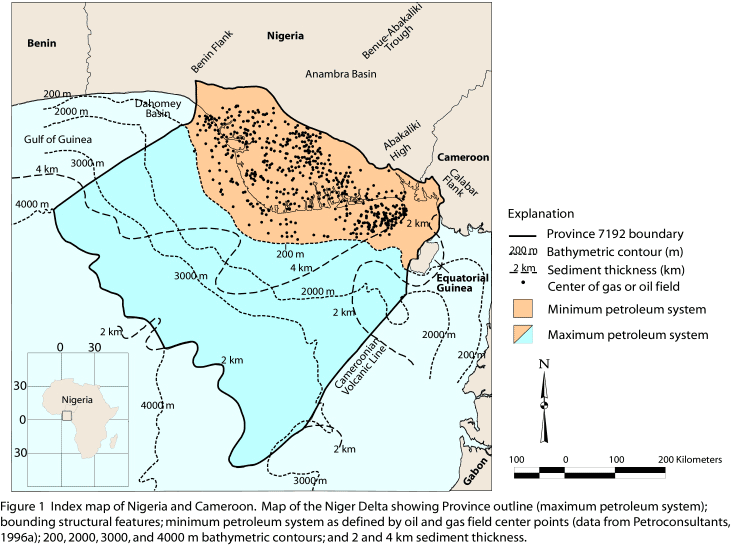 Benin
Nigeria
Benin Flank
Benue-Abakaliki
Trough
Anambra Basin
200 m
2000 m
Dahomey
Basin
Gulf of Guinea
3000 m
4 km
4000 m
Abakaliki
High
Cameroon
Calabar
Flank
2 km
200 m
4 km
3000 m
2000 m
2 km
Equatorial
Guinea
2000 m
200 m
2 km
2 km
Cameroonian
Volcanic Line
4000 m
2 km
3000 m
Gabon
0 30
30
0
30
Nigeria
Explanation
Province 7192 boundary
200 m Bathymetric contour (m)
2 km Sediment thickness (km)
Center of gas or oil field
Minimum petroleum system
Maximum petroleum system
N
100 0 100 200 Kilometers
Figure 1 Index map of Nigeria and Cameroon. Map of the Niger Delta showing Province outline (maximum petroleum system);
bounding structural features; minimum petroleum system as defined by oil and gas field center points (data from Petroconsultants,
1996a); 200, 2000, 3000, and 4000 m bathymetric contours; and 2 and 4 km sediment thickness.